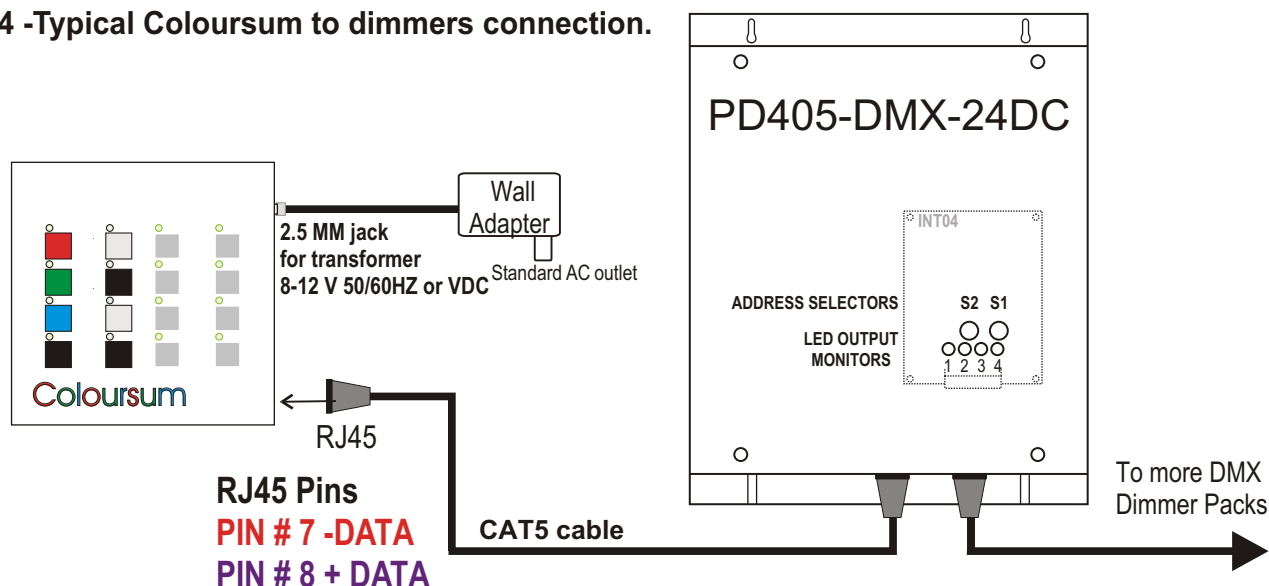 4 -Typical Coloursum to dimmers connection.
PD405-DMX-24DC
Wall
Adapter
Standard AC outlet
2.5 MM jack
for transformer
8-12 V 50/60HZ or VDC
INT04
ADDRESS SELECTORS
S2 S1
LED OUTPUT
MONITORS
1 2 3 4
Coloursum
RJ45
RJ45 Pins
PIN # 7 -DATA
PIN # 8 + DATA
CAT5 cable
To more DMX
Dimmer Packs